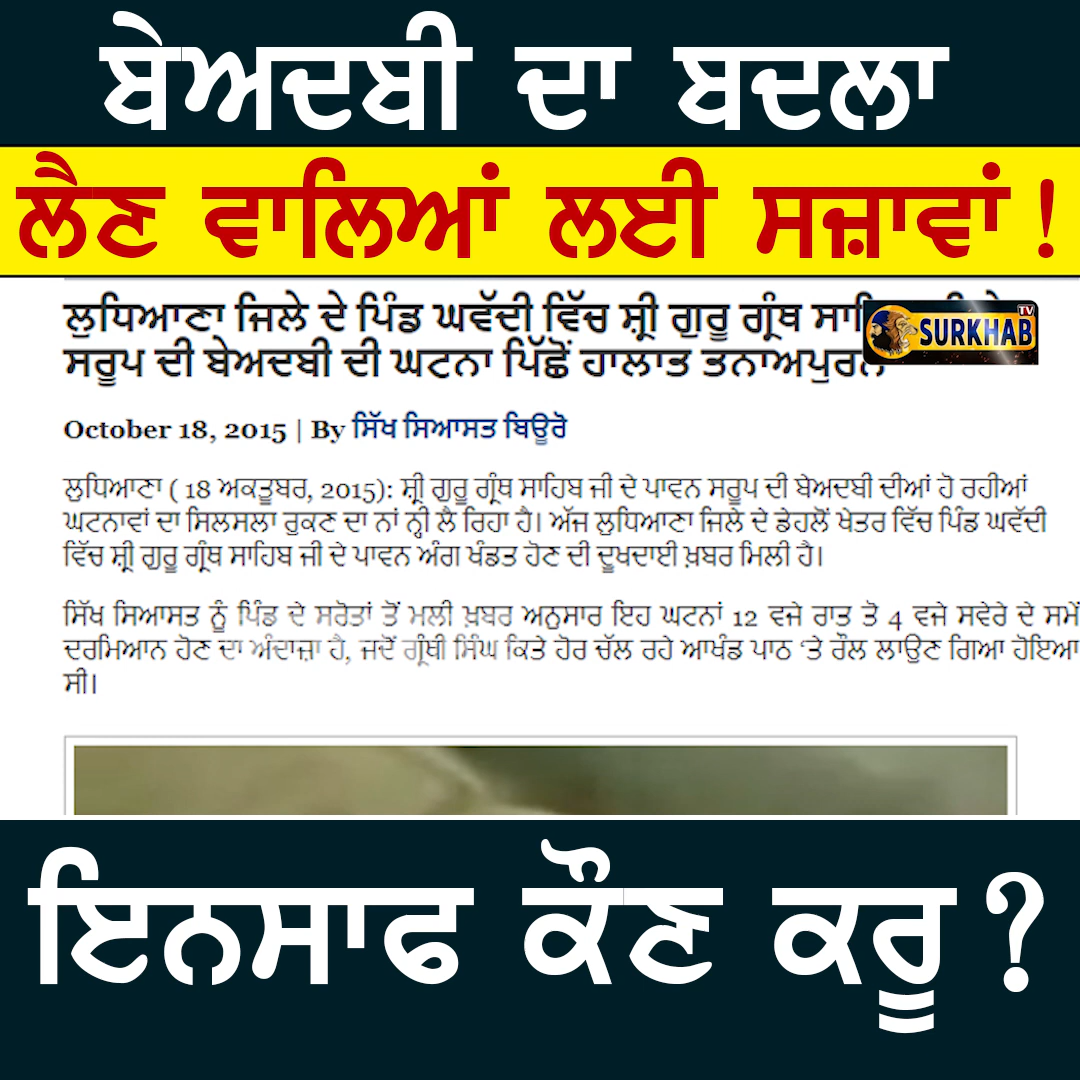 ਬੇਅਦਬੀ ਦਾ ਬਦਲਾ
ਲੈਣ ਵਾਲਿਆਂ ਲਈ ਸਜ਼ਾਵਾਂ !
ਲੁਧਿਆਣਾ ਜਿਲੇ ਦੇ ਪਿੰਡ ਘਵੱਦੀ ਵਿੱਚ ਸ਼੍ਰੀ ਗੁਰੂ ਗ੍ਰੰਥ
SURKHAB TV
ਸਰੂਪ ਦੀ ਬੇਅਦਬੀ ਦੀ ਘਟਨਾ ਪਿੱਛੋਂ ਹਾਲਾਤ
October 18, 2015 | By ਸਿੱਖ ਸਿਆਸਤ ਬਿਊਰੋ
ਲੁਧਿਆਣਾ ( 18 ਅਕਤੂਬਰ, 2015): ਸ਼੍ਰੀ ਗੁਰੂ ਗ੍ਰੰਥ ਸਾਹਿਬ ਜੀ ਦੇ ਪਾਵਨ ਸਰੂਪ ਦੀ ਬੇਅਦਬੀ ਦੀਆਂ ਹੋ ਰਹੀਆਂ
ਘਟਨਾਵਾਂ ਦਾ ਸਿਲਸਲਾ ਰੁਕਣ ਦਾ ਨਾਂ ਨ੍ਹੀ ਲੈ ਰਿਹਾ ਹੈ। ਅੱਜ ਲੁਧਿਆਣਾ ਜਿਲੇ ਦੇ ਡੇਹਲੋਂ ਖੇਤਰ ਵਿੱਚ ਪਿੰਡ ਘਵੱਦੀ
ਵਿੱਚ ਸ਼੍ਰੀ ਗੁਰੂ ਗ੍ਰੰਥ ਸਾਹਿਬ ਜੀ ਦੇ ਪਾਵਨ ਅੰਗ ਖੰਡਤ ਹੋਣ ਦੀ ਦੂਖਦਾਈ ਖ਼ਬਰ ਮਿਲੀ ਹੈ।
ਸਿੱਖ ਸਿਆਸਤ ਨੂੰ ਪਿੰਡ ਦੇ ਸਰੋਤਾਂ ਤੋਂ ਮਲੀ ਖ਼ਬਰ ਅਨੁਸਾਰ ਇਹ ਘਟਨਾਂ 12 ਵਜੇ ਰਾਤ ਤੋ 4 ਵਜੇ ਸਵੇਰੇ ਦੇ ਸਮੇਂ
ਦਰਮਿਆਨ ਹੋਣ ਦਾ ਅੰਦਾਜ਼ਾ ਹੈ, ਜਦੋਂ ਗ੍ਰੰਥੀ ਸਿੰਘ ਕਿਤੇ ਹੋਰ ਚੱਲ ਰਹੇ ਆਖੰਡ ਪਾਠ ‘ਤੇ ਰੌਲ ਲਾਉਣ ਗਿਆ ਹੋਇਆ
ਸੀ।
ਇਨਸਾਫ ਕੌਣ ਕਰੂ ?